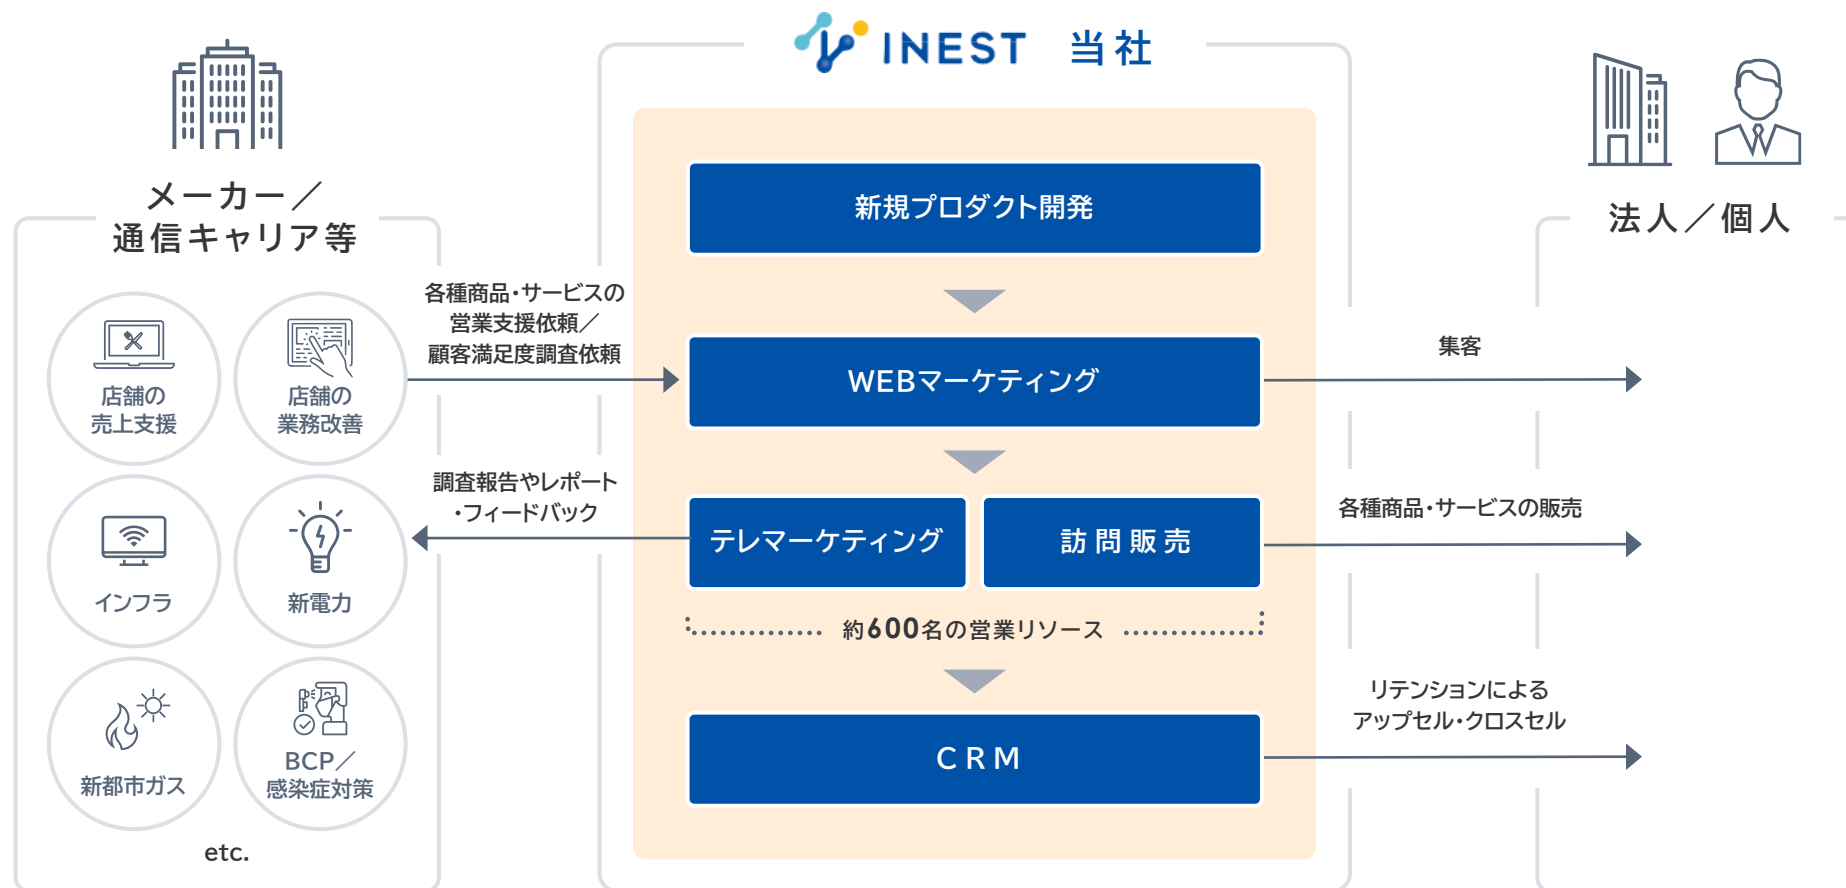 INEST 当社
メーカー／
通信キャリア等
店舗の
売上支援
店舗の
業務改善
インフラ
新電力
新都市ガス
BCP／
感染症対策
etc.
各種商品・サービスの
営業支援依頼／
顧客満足度調査依頼
調査報告やレポート
・フィードバック
新規プロダクト開発
WEBマーケティング
テレマーケティング
訪問販売
約600名の営業リソース
CRM
集客
各種商品・サービスの販売
リテンションによる
アップセル・クロスセル
法人／個人